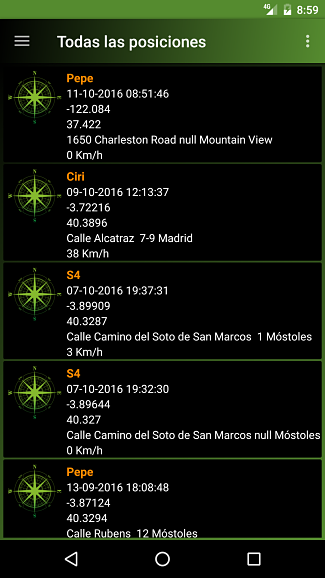 4G 8:59
Todas las posiciones
Pepe
11-10-2016 08:51:46
-122.084
37.422
1650 Charleston Road null Mountain View
0 Km/h
Ciri
09-10-2016 12:13:37
-3.72216
40.3896
Calle Alcatraz  7-9 Madrid
38 Km/h
S4
07-10-2016 19:37:31
-3.89909
40.3287
Calle Camino del Soto de San Marcos  1 Móstoles
3 Km/h
S4
07-10-2016 19:32:30
-3.89644
40.327
Calle Camino del Soto de San Marcos null Móstoles
0 Km/h
Pepe
13-09-2016 18:08:48
-3.87124
40.3294
Calle Rubens  12 Móstoles